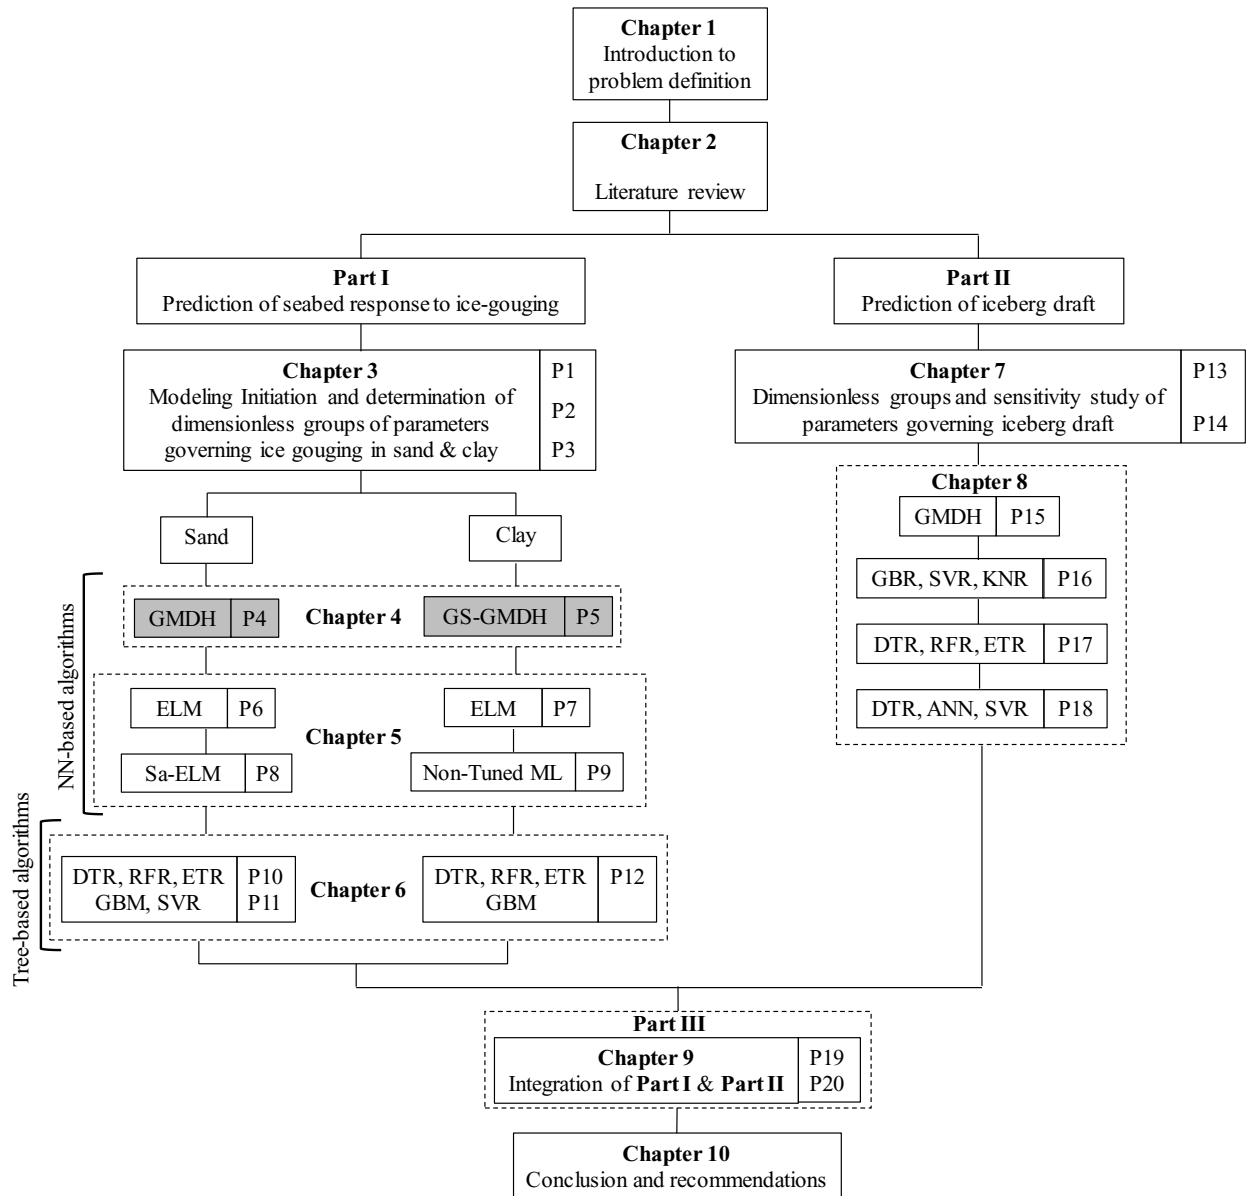 Chapter 1
Introduction to
problem definition
Chapter 2
Literature review
Part I
Prediction of seabed response to ice-gouging
Part II
Prediction of iceberg draft
Chapter 3
Modeling Initiation and determination of
dimensionless groups of parameters
governing ice gouging in sand & clay
P1
P2
P3
Chapter 7
Dimensionless groups and sensitivity study of
parameters governing iceberg draft
P13
P14
Sand
Clay
NN-based algorithms
GMDH
P4
Chapter 4
GS-GMDH
P5
ELM
P6
Chapter 5
ELM
P7
Sa-ELM
P8
Non-Tuned ML
P9
Tree-based algorithms
DTR, RFR, ETR
GBM, SVR
P10
P11
Chapter 6
DTR, RFR, ETR
GBM
P12
Chapter 8
GMDH
P15
GBR, SVR, KNR
P16
DTR, RFR, ETR
P17
DTR, ANN, SVR
P18
Part III
Chapter 9
Integration of Part I & Part II
P19
P20
Chapter 10
Conclusion and recommendations